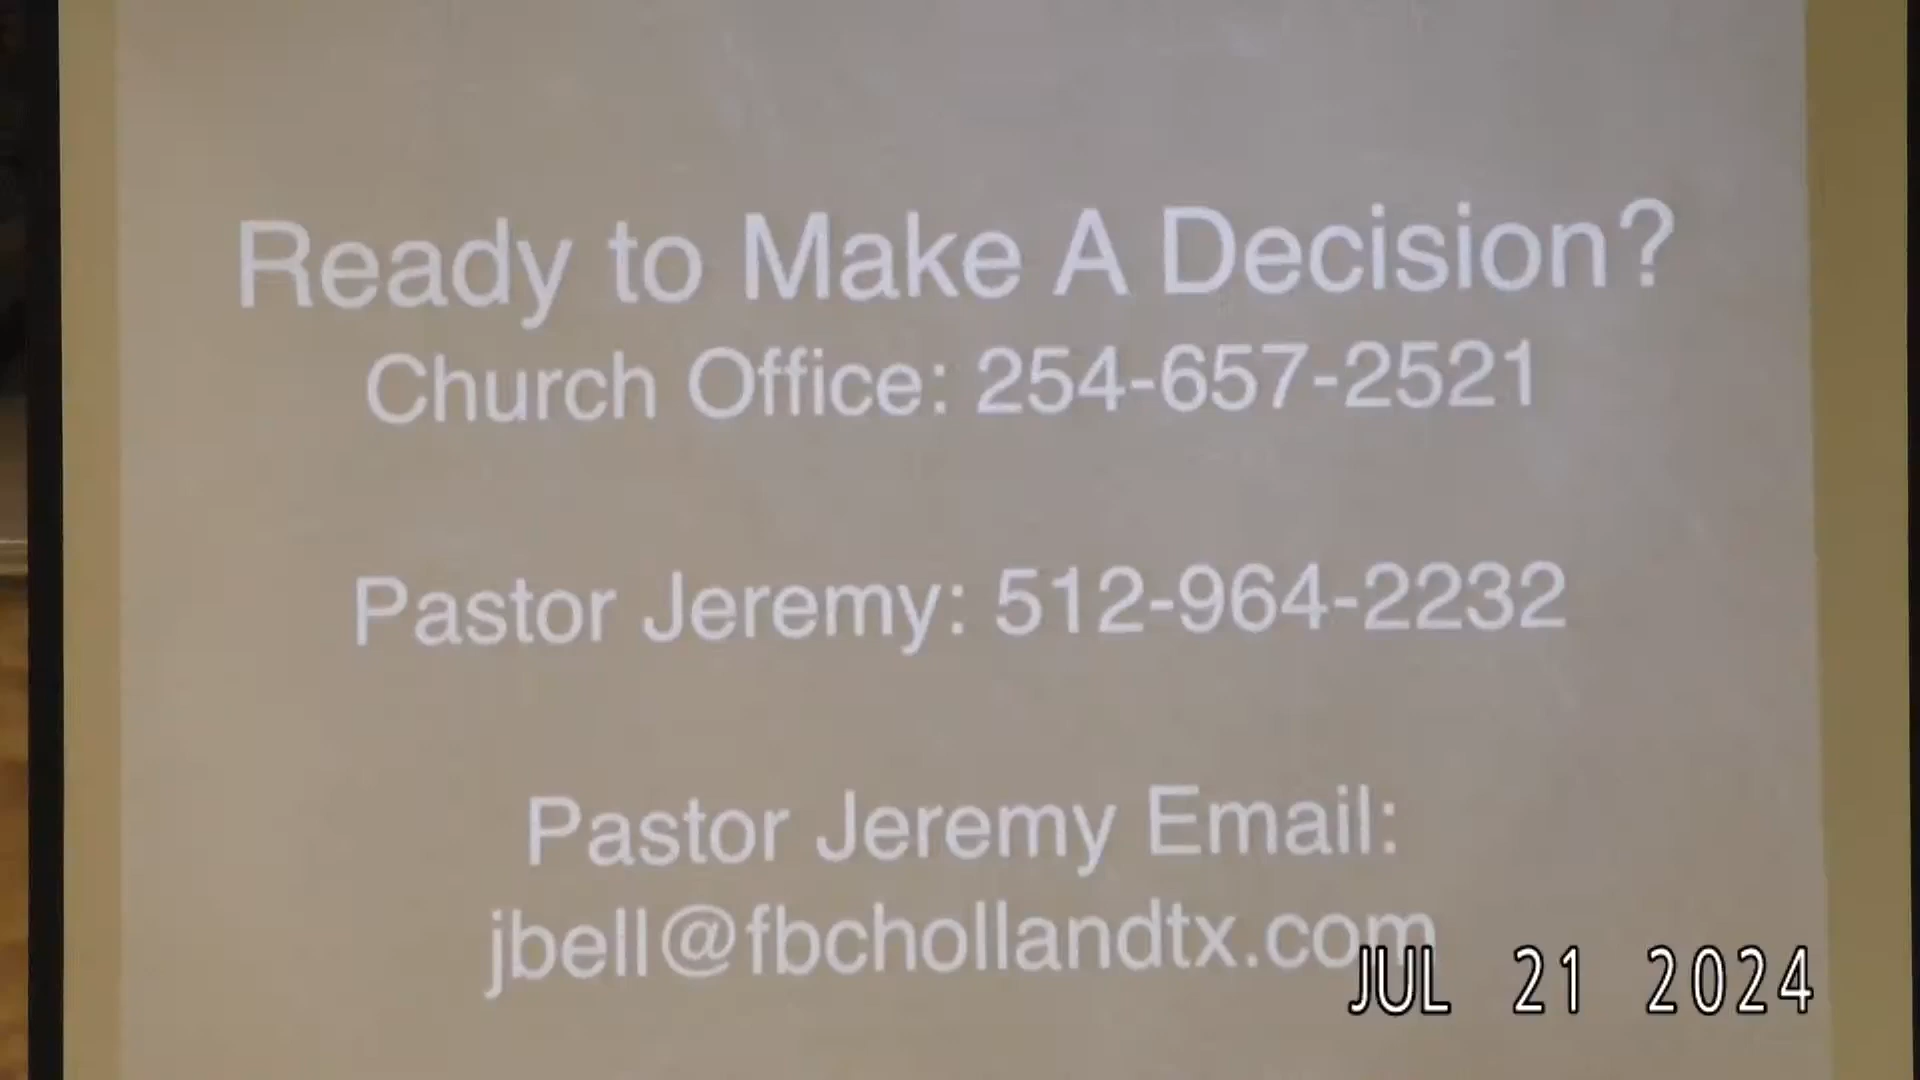 Ready to Make A Decision?
Church Office: 254-657-2521
Pastor Jeremy: 512-964-2232
Pastor Jeremy Email:
jbell@fbchollandtx.com
JUL 21 2024